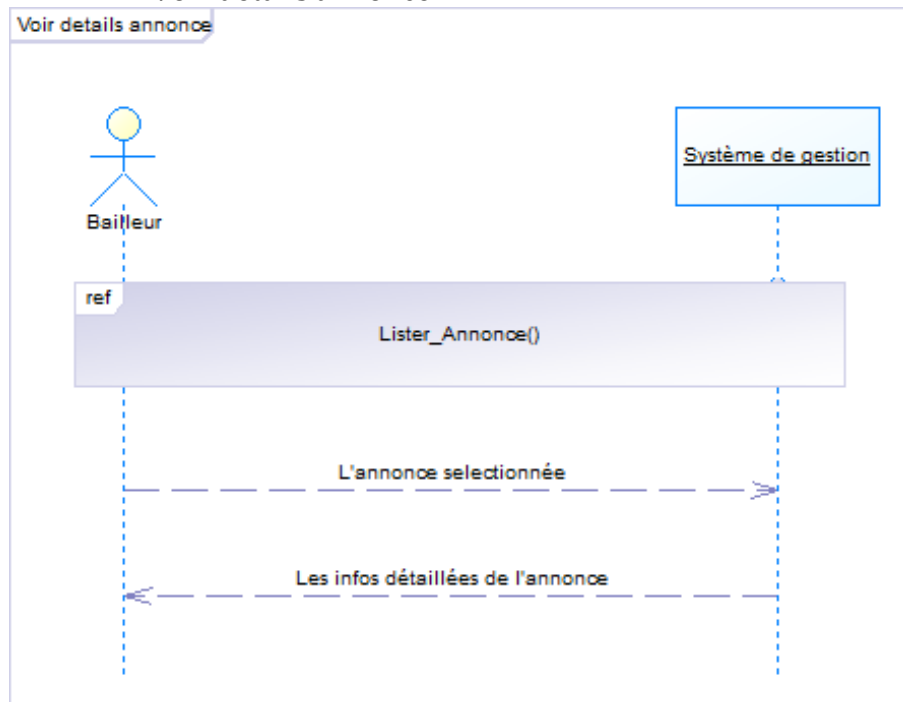 Voir details annonce
Système de gestion
Bailleur
ref
Lister_Annonce()
L'annonce selectionnée
Les infos détaillées de l'annonce